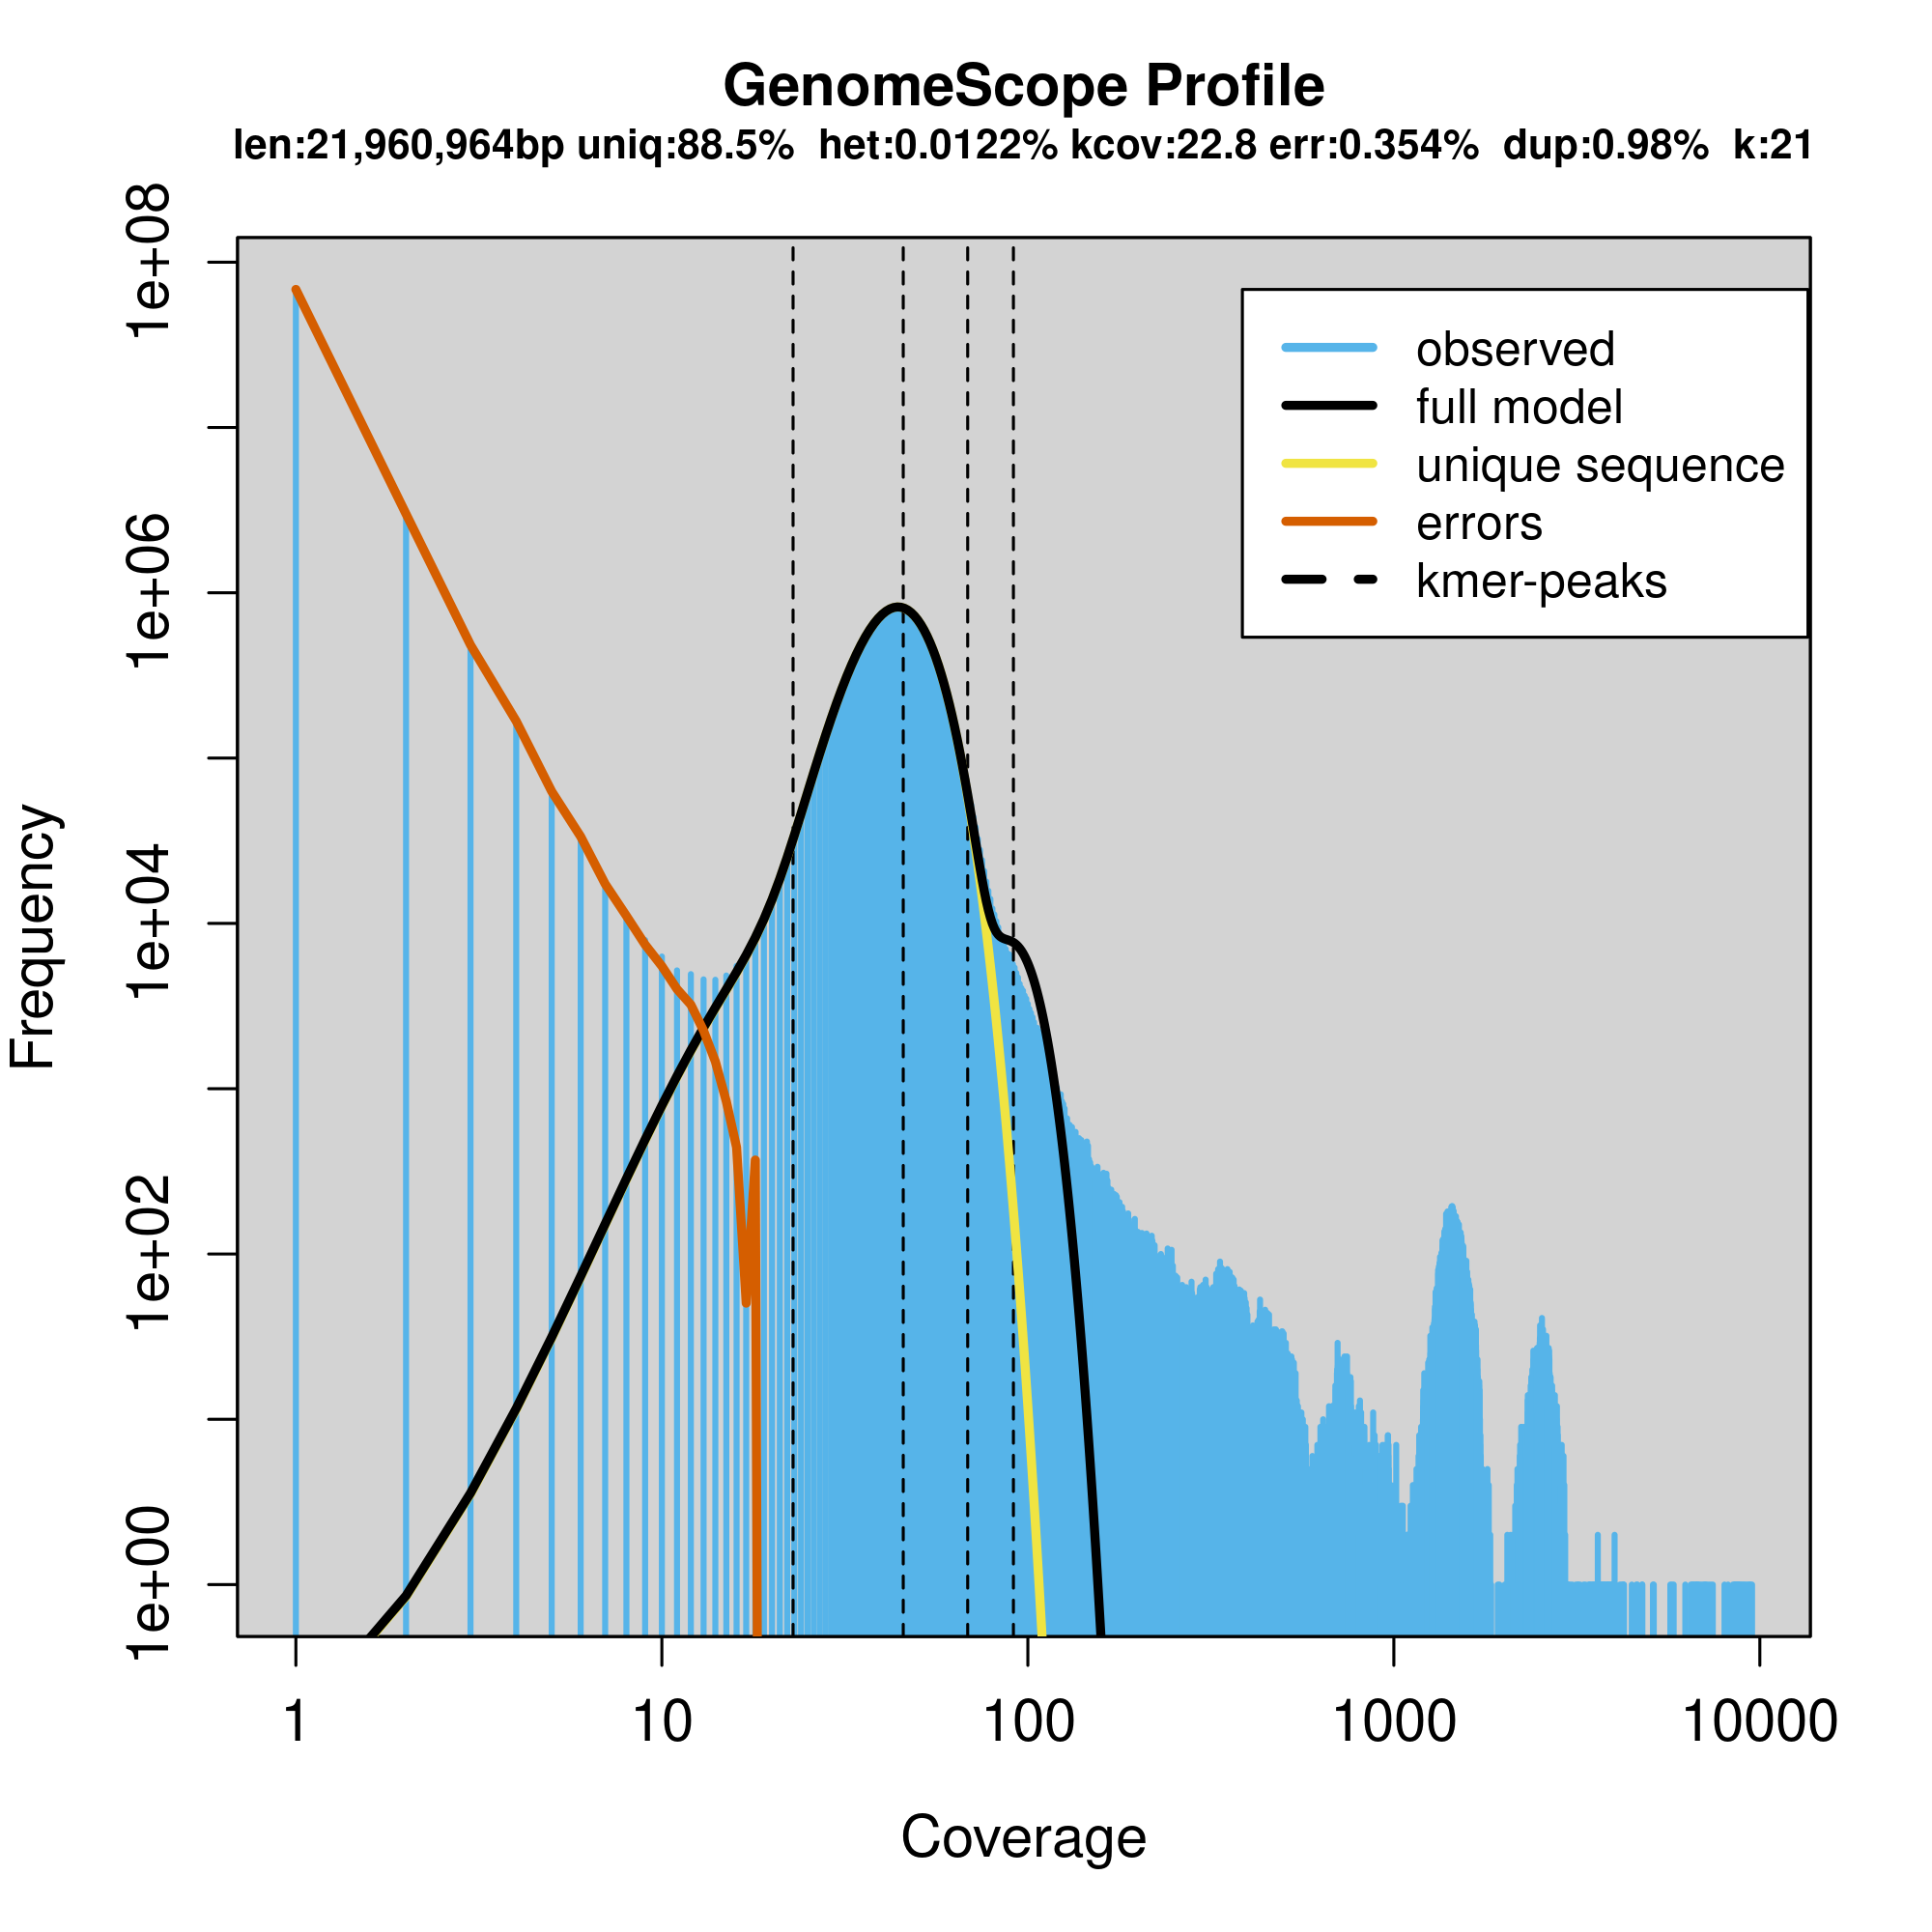 GenomeScope Profile
len:21,960,964bp uniq:88.5% het:0.0122% kcov:22.8 err:0.354% dup:0.98% k:21
1e+08
1e+06
1e+04
1e+02
1e+00
Frequency
observed
full model
unique sequence
errors
kmer-peaks
1 10 100 1000 10000
Coverage